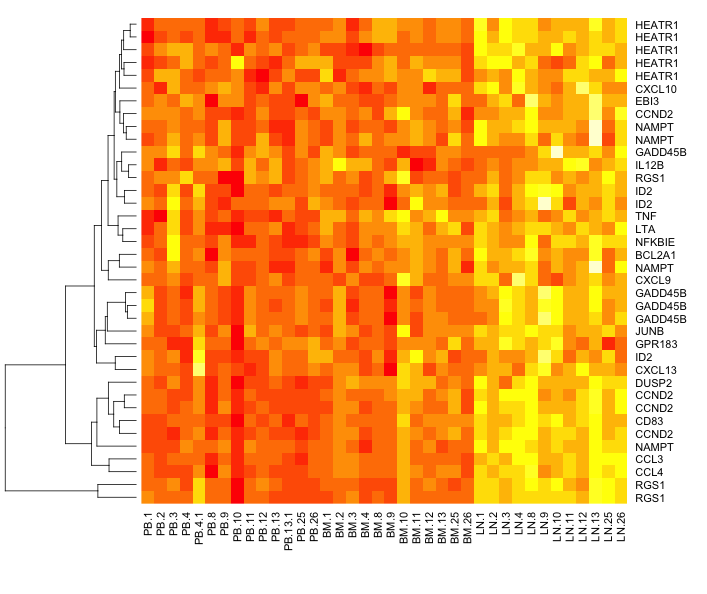 HEATR1
HEATR1
HEATR1
HEATR1
HEATR1
CXCL10
EBI3
CCND2
NAMPT
NAMPT
GADD45B
IL12B
RGS1
ID2
ID2
TNF
LTA
NFKBIE
BCL2A1
NAMPT
CXCL9
GADD45B
GADD45B
GADD45B
JUNB
GPR183
ID2
CXCL13
DUSP2
CCND2
CCND2
CD83
CCND2
NAMPT
CCL3
CCL4
RGS1
RGS1
PB.1
PB.2
PB.3
PB.4
PB.4.1
PB.8
PB.9
PB.10
PB.11
PB.12
PB.13
PB.13.1
PB.25
PB.26
BM.1
BM.2
BM.3
BM.4
BM.8
BM.9
BM.10
BM.11
BM.12
BM.13
BM.25
BM.26
LN.1
LN.2
LN.3
LN.4
LN.8
LN.9
LN.10
LN.11
LN.12
LN.13
LN.25
LN.26